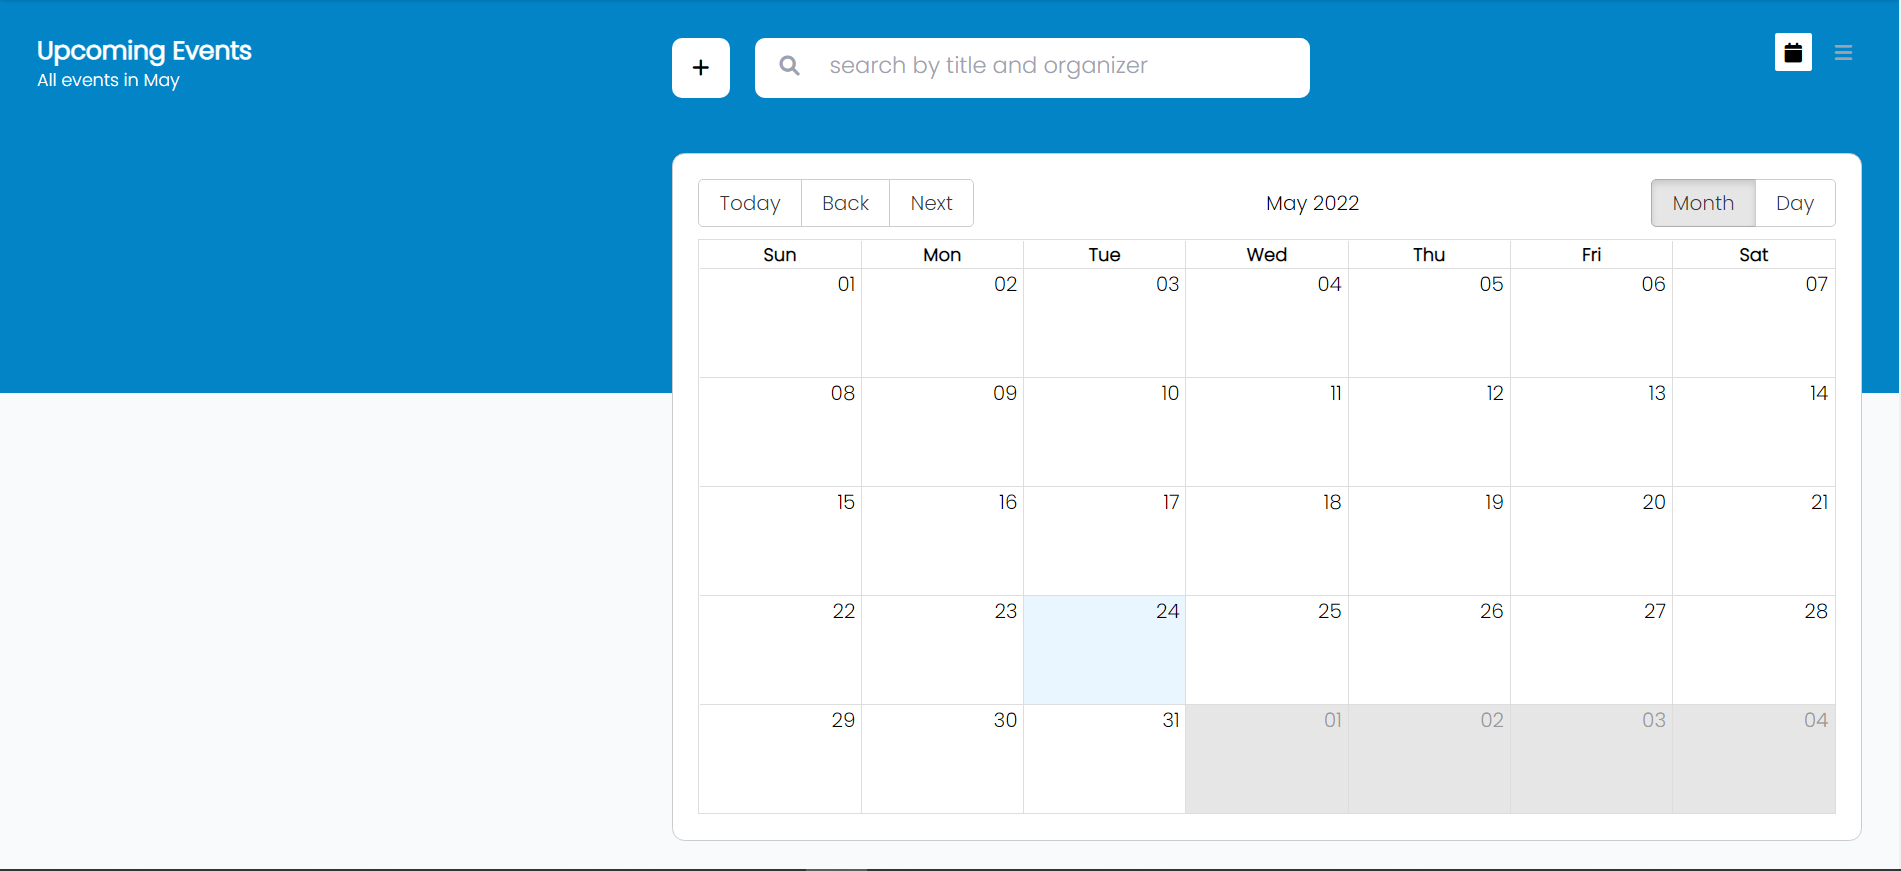 Upcoming Events
All events in May
+
search by title and organizer
Today Back Next
May 2022
Month Day
Sun Mon Tue Wed Thu Fri Sat
01 02 03 04 05 06 07
08 09 10 11 12 13 14
15 16 17 18 19 20 21
22 23 24 25 26 27 28
29 30 31 01 02 03 04